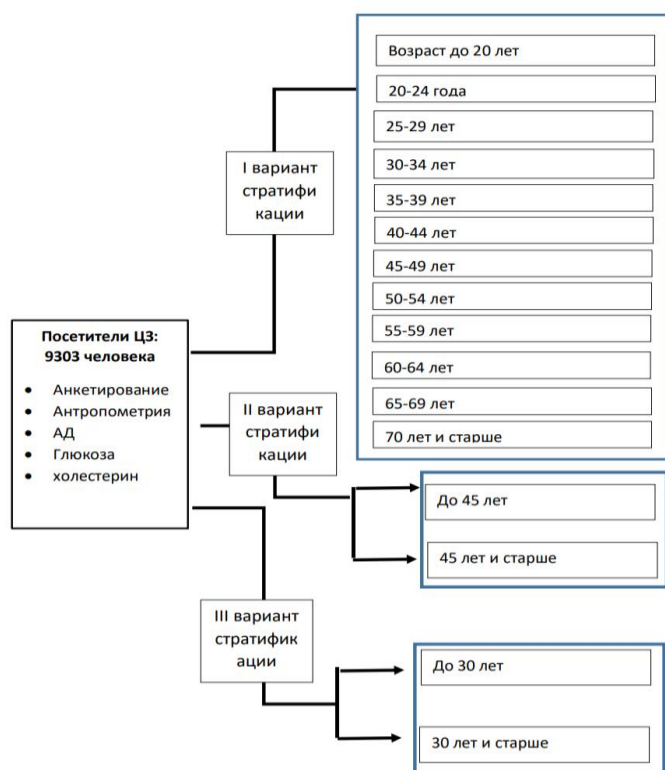 Возраст до 20 лет
20-24 года
25-29 лет
30-34 лет
35-39 лет
40-44 лет
45-49 лет
50-54 лет
55-59 лет
60-64 лет
65-69 лет
70 лет и старше
I вариант
стратифи
кации
Посетители ЦЗ:
9303 человека
• Анкетирование
• Антропометрия
• АД
• Глюкоза
• холестерин
II вариант
стратифи
кации
До 45 лет
45 лет и старше
III вариант
стратифик
ации
До 30 лет
30 лет и старше